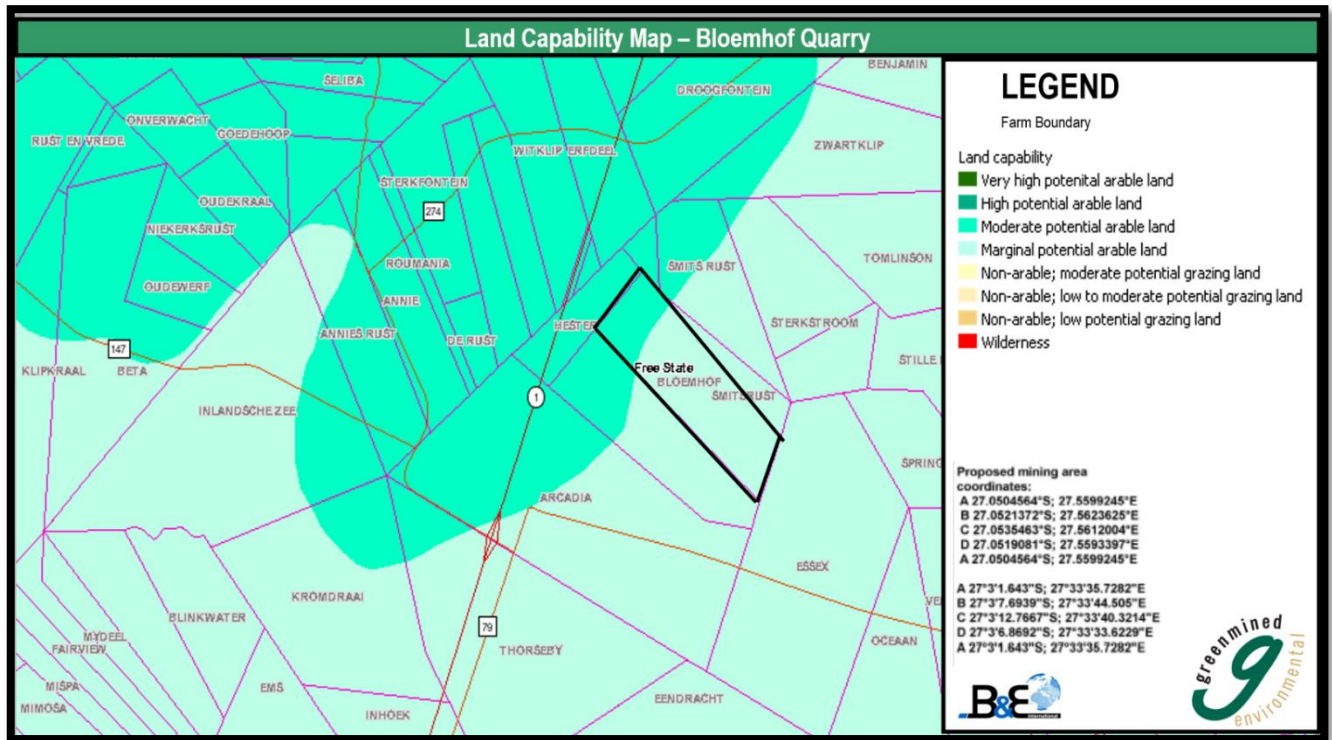 Land Capability Map – Bloemhof Quarry
BENJAMIN
SELIBA
DROOGFONTEIN
ONVERWACHT
RUST EN VREDE
GOEDEHOOP
ZWARTKLIP
WITKLIP ERFDEEL
STERKFONTEIN
OUDEKRAAL
274
NIEKERKSRUST
TOMLINSON
ROUMANIA
SMITS RUST
OUDEWERF
ANNIE
STERKSTROOM
HESTER
ANNIES RUST
DE RUST
147
STILLE
KLIPKRAAL
BETA
Free State
BLOEMHOF
SMITSRUST
1
INLANDSCHE ZEE
SPRING
ARCADIA
ESSEX
KROMDRAAI
VE
BLINKWATER
79
OCEAAN
MYDEEL
FAIRVIEW
THORSEBY
MISPA
EMS
EENDRACHT
MIMOSA
INHOEK
LEGEND
Farm Boundary
Land capability
Very high potenital arable land
High potential arable land
Moderate potential arable land
Marginal potential arable land
Non-arable; moderate potential grazing land
Non-arable; low to moderate potential grazing land
Non-arable; low potential grazing land
Wilderness
Proposed mining area
coordinates:
A 27.0504564°S; 27.5599245°E
B 27.0521372°S; 27.5623625°E
C 27.0535463°S; 27.5612004°E
D 27.0519081°S; 27.5593397°E
A 27.0504564°S; 27.5599245°E
A 27°3'1.643"S; 27°33'35.7282"E
B 27°3'7.6939"S; 27°33'44.505"E
C 27°3'12.7667"S; 27°33'40.3214"E
D 27°3'6.8692"S; 27°33'33.6229"E
A 27°3'1.643"S; 27°33'35.7282"E
B&E
International
greenmined
environmental